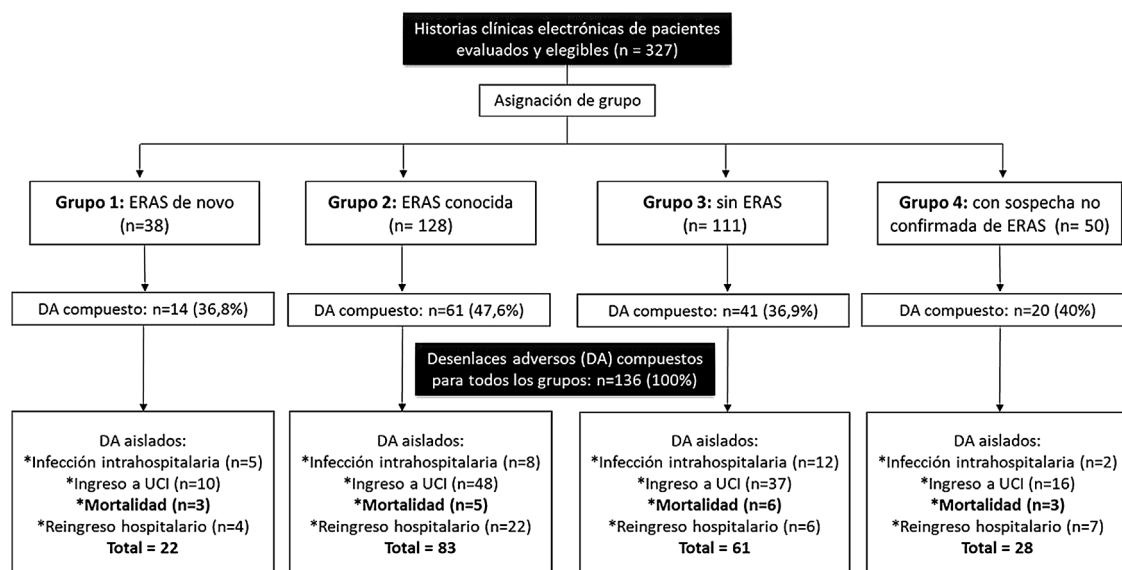 Historias clínicas electrónicas de pacientes
evaluados y elegibles (n = 327)
Asignación de grupo
Grupo 1: ERAS de novo
(n=38)
Grupo 2: ERAS conocida
(n= 128)
Grupo 3: sin ERAS
(n= 111)
Grupo 4: con sospecha no
confirmada de ERAS (n= 50)
DA compuesto: n=14 (36,8%)
DA compuesto: n=61 (47,6%)
DA compuesto: n=41 (36,9%)
DA compuesto: n=20 (40%)
Desenlaces adversos (DA) compuestos
para todos los grupos: n=136 (100%)
DA aislados:
*Infección intrahospitalaria (n=5)
*Ingreso a UCI (n=10)
*Mortalidad (n=3)
*Reingreso hospitalario (n=4)
Total = 22
DA aislados:
*Infección intrahospitalaria (n=8)
*Ingreso a UCI (n=48)
*Mortalidad (n=5)
*Reingreso hospitalario (n=22)
Total = 83
DA aislados:
*Infección intrahospitalaria (n=12)
*Ingreso a UCI (n=37)
*Mortalidad (n=6)
*Reingreso hospitalario (n=6)
Total = 61
DA aislados:
*Infección intrahospitalaria (n=2)
*Ingreso a UCI (n=16)
*Mortalidad (n=3)
*Reingreso hospitalario (n=7)
Total = 28